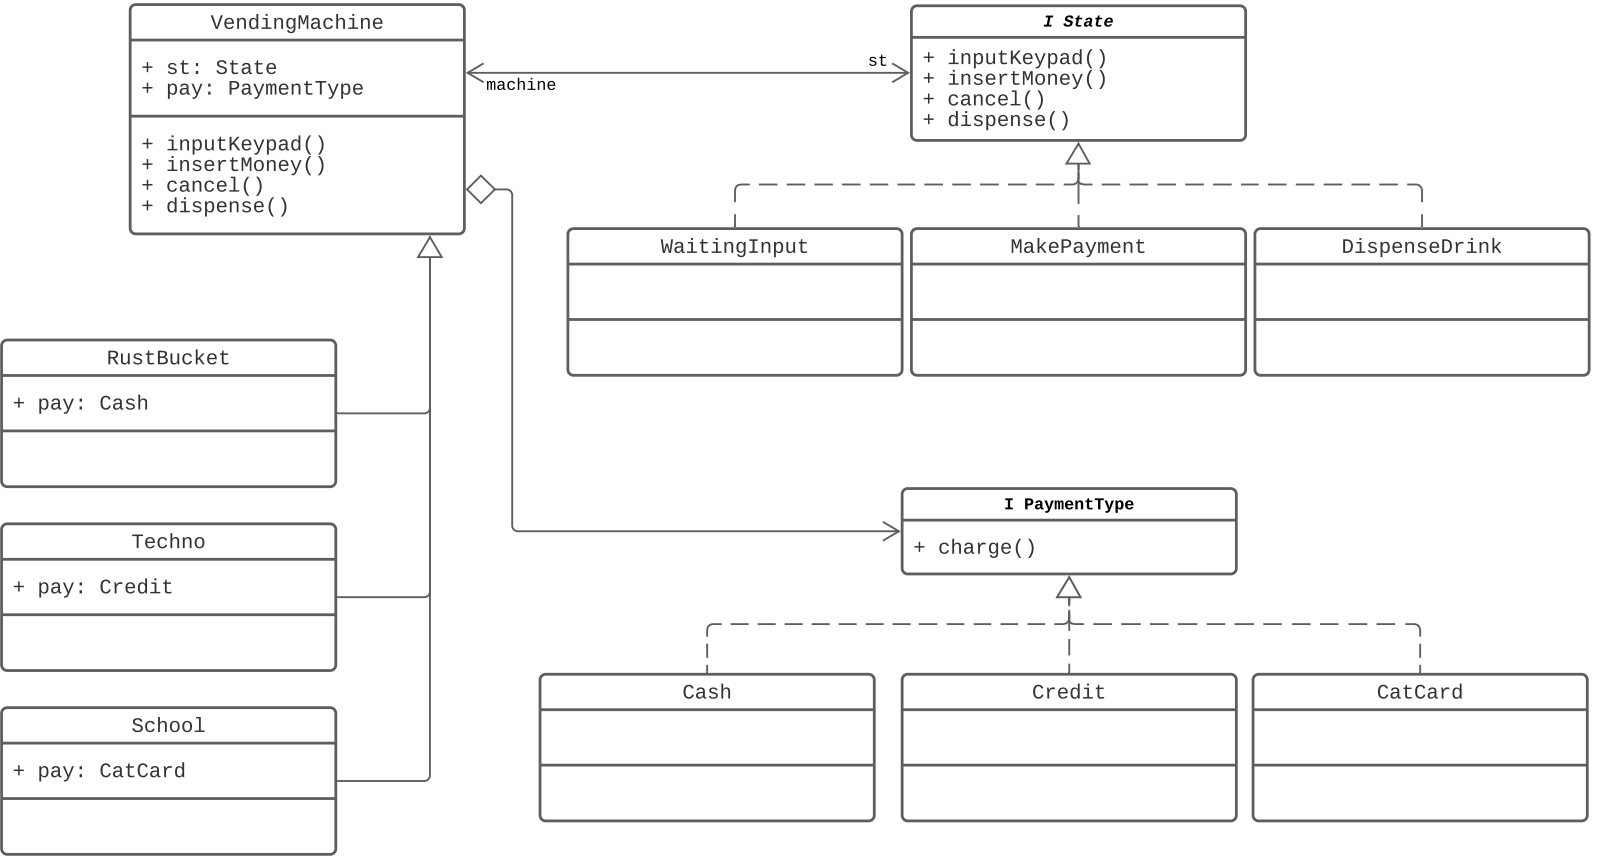 VendingMachine
+ st: State
+ pay: PaymentType
+ inputKeypad()
+ insertMoney()
+ cancel()
+ dispense()
machine
st
I State
+ inputKeypad()
+ insertMoney()
+ cancel()
+ dispense()
WaitingInput
MakePayment
DispenseDrink
RustBucket
+ pay: Cash
Techno
+ pay: Credit
School
+ pay: CatCard
I PaymentType
+ charge()
Cash
Credit
CatCard